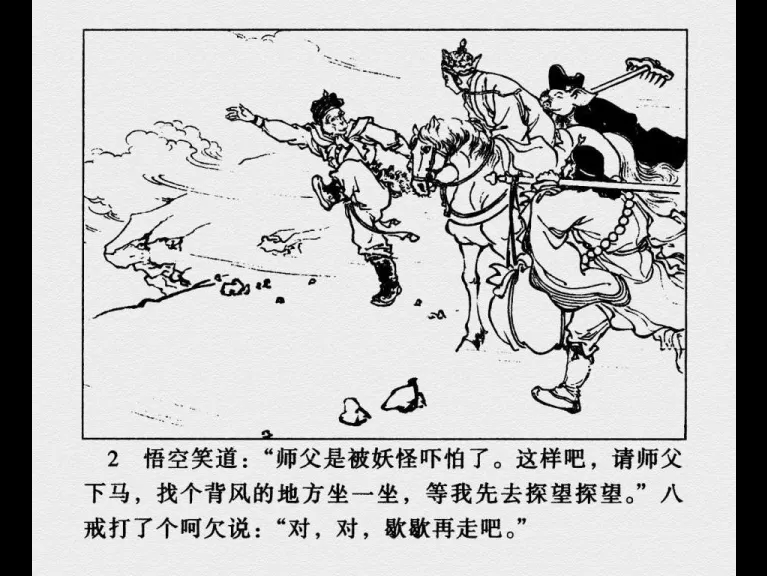 2 悟空笑道：“师父是被妖怪吓怕了。这样吧，请师父
下马，找个背风的地方坐一坐，等我先去探望探望。”八
戒打了个呵欠说：“对，对，歇歇再走吧。”